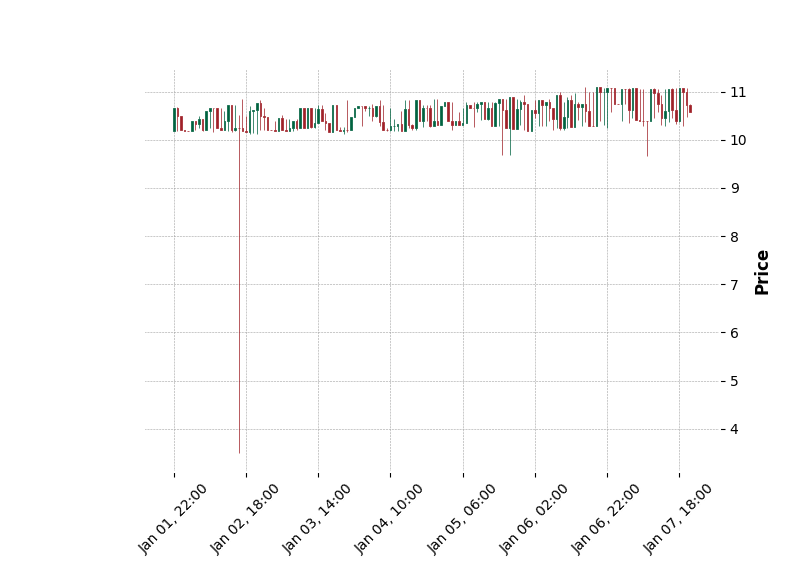 11
10
9
8
7
6
5
4
Price
Jan 01, 22:00
Jan 02, 18:00
Jan 03, 14:00
Jan 04, 10:00
Jan 05, 06:00
Jan 06, 02:00
Jan 06, 22:00
Jan 07, 18:00